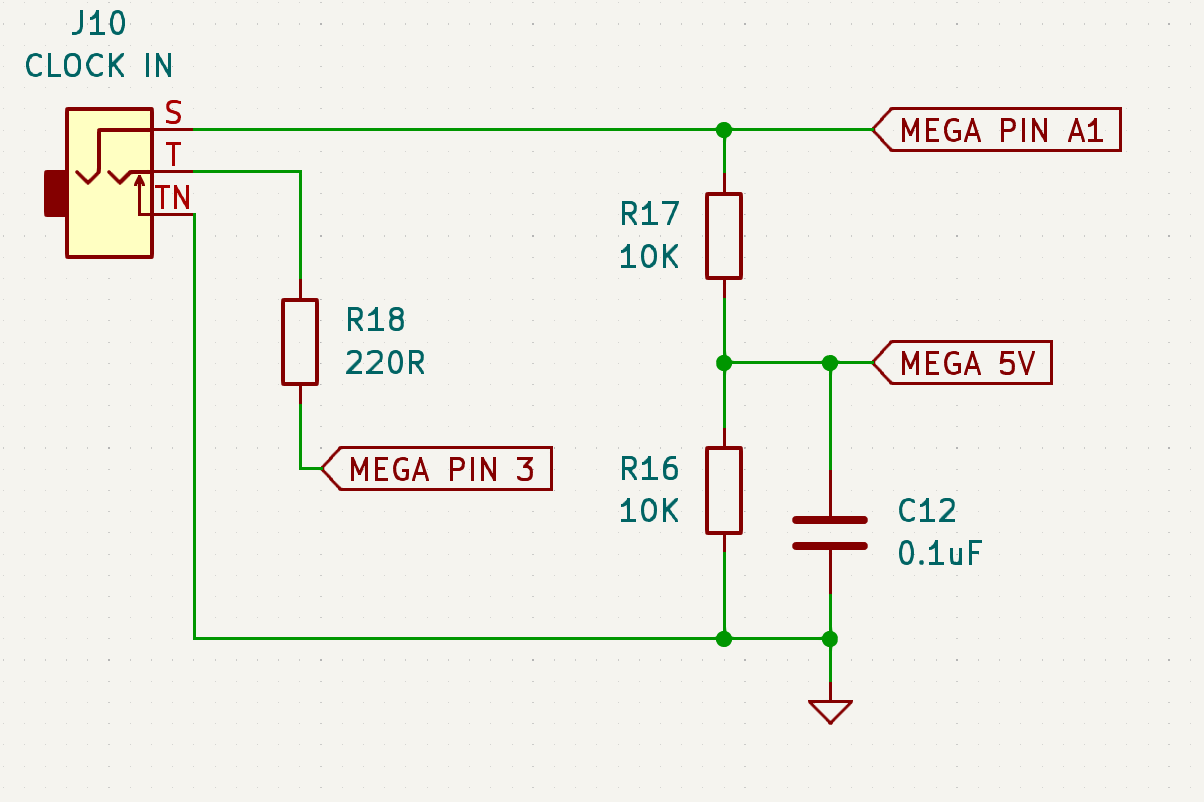 J10
CLOCK IN
S
T
TN
MEGA PIN A1
R17
10K
R18
220R
MEGA 5V
MEGA PIN 3
R16
10K
C12
0.1uF